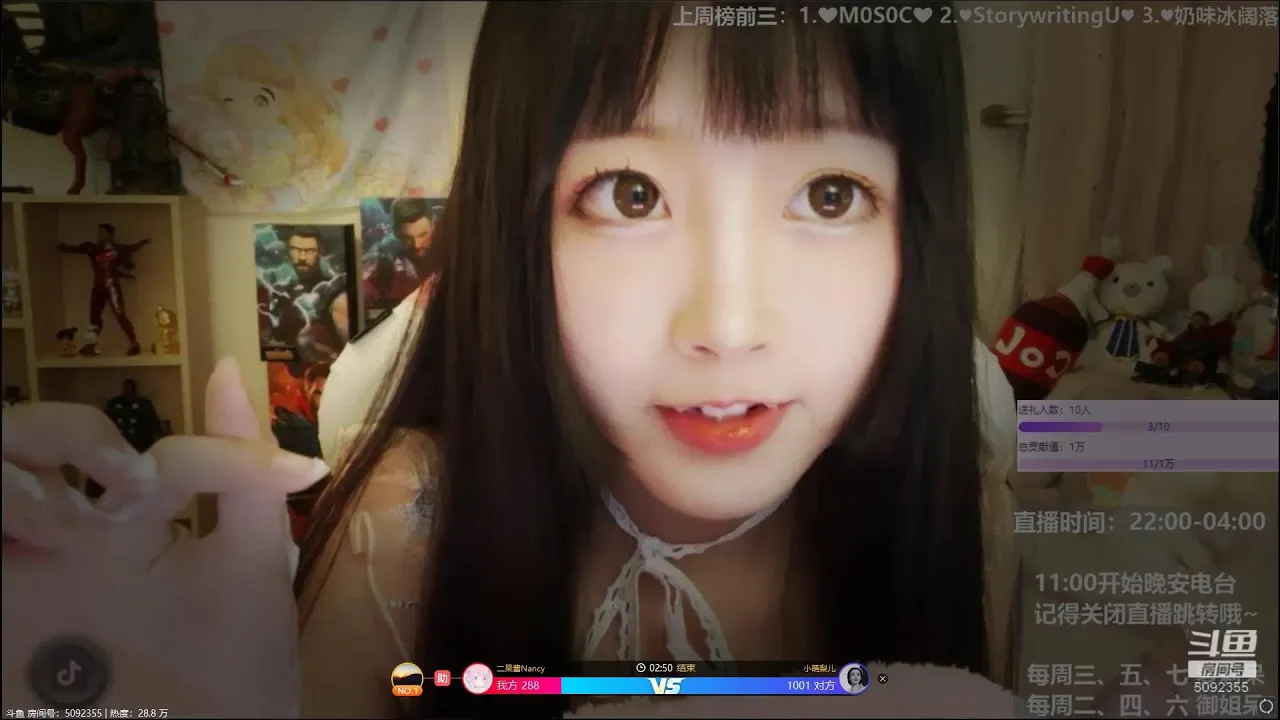 上周榜前三：1.♥M0S0C♥ 2.♥StorywritingU♥ 3.♥奶味冰阔落
JOJ
送礼人数：10人
3/10
总贡献值：1万
11/1万
直播时间：22:00-04:00
11:00开始晚安电台
记得关闭直播跳转哦~
斗鱼
房间号
5092355
每周三、五、七
每周二、四、六 御姐呆
02:50 结束
二呆酱Nancy
小萌梨儿
NO.1
助
我方 288
VS
1001 对方
斗鱼 房间号：5092355 | 热度：28.8 万